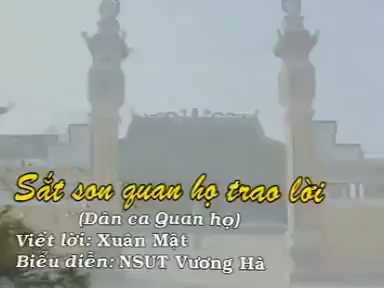 Sắt son quan họ trao lời
(Dân ca Quan họ)
Viết lời: Xuân Mật
Biểu diễn: NSUT Vương Hà